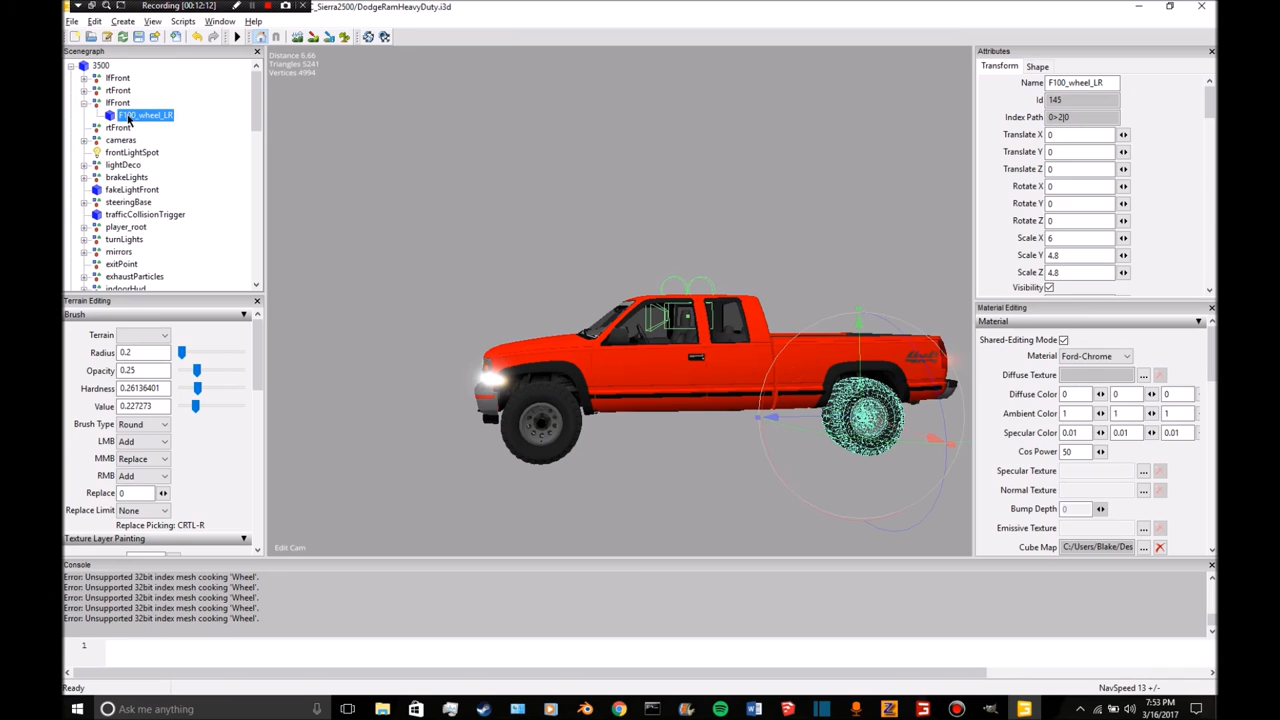 Recording [00:12:12]
C_Sierra2500/DodgeRamHeavyDuty.i3d
File Edit Create View Scripts Window Help
Scenegraph
3500
lfFront
rtFront
lfFront
F100_wheel_LR
rtFront
cameras
frontLightSpot
lightDeco
brakeLights
fakeLightFront
steeringBase
trafficCollisionTrigger
player_root
turnLights
mirrors
exitPoint
exhaustParticles
indoorHud
Terrain Editing
Brush
Terrain
Radius 0.2
Opacity 0.25
Hardness 0.26136401
Value 0.227273
Brush Type Round
LMB Add
MMB Replace
RMB Add
Replace 0
Replace Limit None
Replace Picking: CRTL-R
Texture Layer Painting
Distance 6.66
Triangles 5241
Vertices 4994
Edit Cam
Attributes
Transform Shape
Name F100_wheel_LR
Id 145
Index Path 0>2|0
Translate X 0
Translate Y 0
Translate Z 0
Rotate X 0
Rotate Y 0
Rotate Z 0
Scale X 6
Scale Y 4.8
Scale Z 4.8
Visibility
Material Editing
Material
Shared-Editing Mode
Material Ford-Chrome
Diffuse Texture ...
Diffuse Color 0 0 0
Ambient Color 1 1 1
Specular Color 0.01 0.01 0.01
Cos Power 50
Specular Texture ...
Normal Texture ...
Bump Depth 0
Emissive Texture ...
Cube Map C:/Users/Blake/Des ...
Console
Error: Unsupported 32bit index mesh cooking 'Wheel'.
Error: Unsupported 32bit index mesh cooking 'Wheel'.
Error: Unsupported 32bit index mesh cooking 'Wheel'.
Error: Unsupported 32bit index mesh cooking 'Wheel'.
Error: Unsupported 32bit index mesh cooking 'Wheel'.
1
Ready
NavSpeed 13 +/-
Ask me anything
7:53 PM
3/16/2017